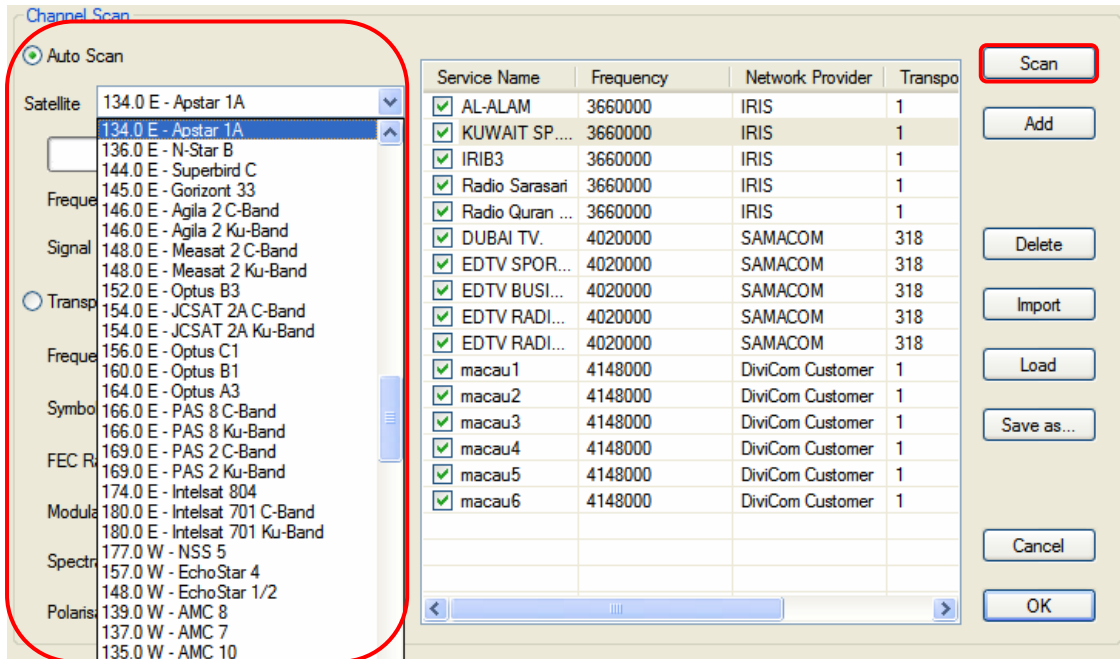 Channel Scan
Auto Scan
Satellite 134.0 E - Apstar 1A
134.0 E - Apstar 1A
136.0 E - N-Star B
144.0 E - Superbird C
145.0 E - Gorizont 33
146.0 E - Agila 2 C-Band
146.0 E - Agila 2 Ku-Band
148.0 E - Measat 2 C-Band
148.0 E - Measat 2 Ku-Band
152.0 E - Optus B3
154.0 E - JCSAT 2A C-Band
154.0 E - JCSAT 2A Ku-Band
156.0 E - Optus C1
160.0 E - Optus B1
164.0 E - Optus A3
166.0 E - PAS 8 C-Band
166.0 E - PAS 8 Ku-Band
169.0 E - PAS 2 C-Band
169.0 E - PAS 2 Ku-Band
174.0 E - Intelsat 804
180.0 E - Intelsat 701 C-Band
180.0 E - Intelsat 701 Ku-Band
177.0 W - NSS 5
157.0 W - EchoStar 4
148.0 W - EchoStar 1/2
139.0 W - AMC 8
137.0 W - AMC 7
135.0 W - AMC 10
Freque
Signal
Transp
Freque
Symbo
FEC Ra
Modula
Spectra
Polarisa
Service Name Frequency Network Provider Transpo
AL-ALAM 3660000 IRIS 1
KUWAIT SP.... 3660000 IRIS 1
IRIB3 3660000 IRIS 1
Radio Sarasari 3660000 IRIS 1
Radio Quran ... 3660000 IRIS 1
DUBAI TV. 4020000 SAMACOM 318
EDTV SPOR... 4020000 SAMACOM 318
EDTV BUSI... 4020000 SAMACOM 318
EDTV RADI... 4020000 SAMACOM 318
EDTV RADI... 4020000 SAMACOM 318
macau1 4148000 DiviCom Customer 1
macau2 4148000 DiviCom Customer 1
macau3 4148000 DiviCom Customer 1
macau4 4148000 DiviCom Customer 1
macau5 4148000 DiviCom Customer 1
macau6 4148000 DiviCom Customer 1
Scan
Add
Delete
Import
Load
Save as...
Cancel
OK